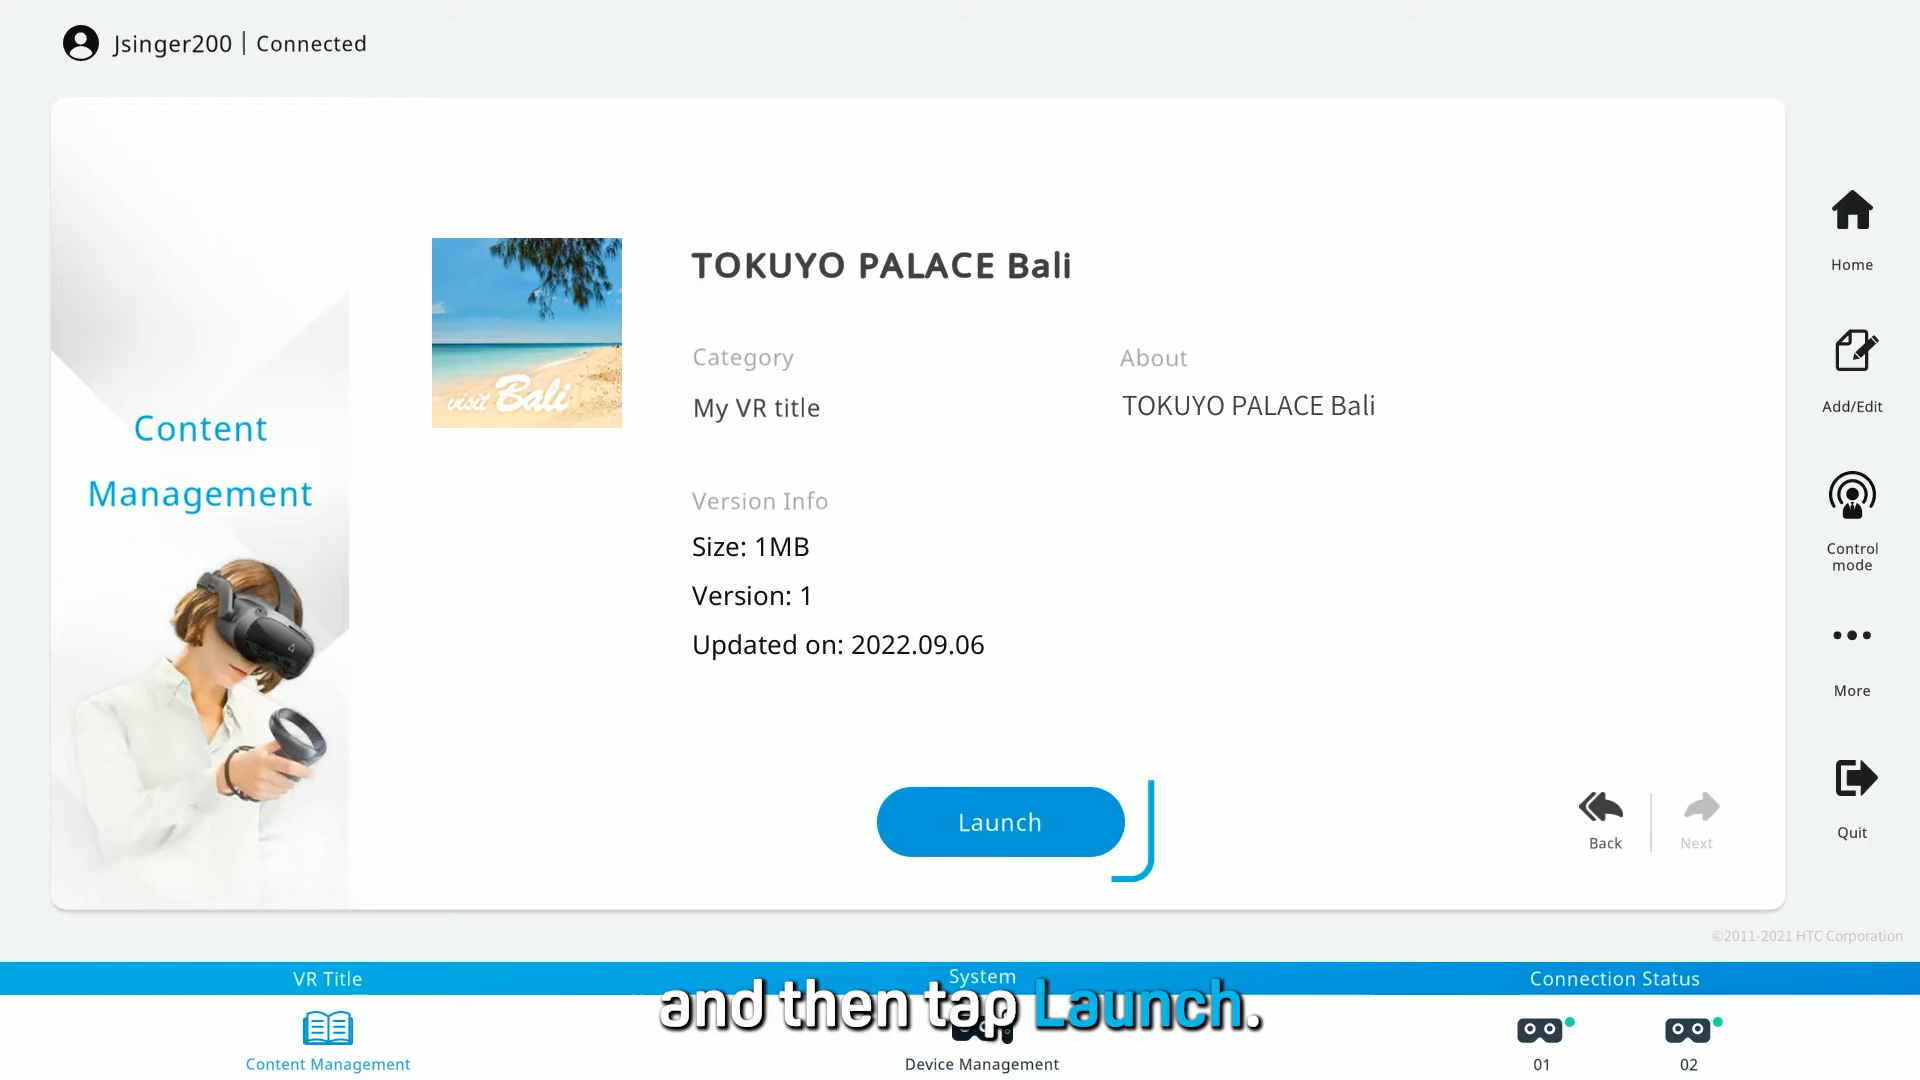 Jsinger200 | Connected
TOKUYO PALACE Bali
visit Bali
Category
About
My VR title
TOKUYO PALACE Bali
Content
Management
Version Info
Size: 1MB
Version: 1
Updated on: 2022.09.06
Launch
Back
Next
Home
Add/Edit
Control
mode
More
Quit
©2011-2021 HTC Corporation
VR Title
System
Connection Status
and then tap Launch.
Content Management
Device Management
01
02